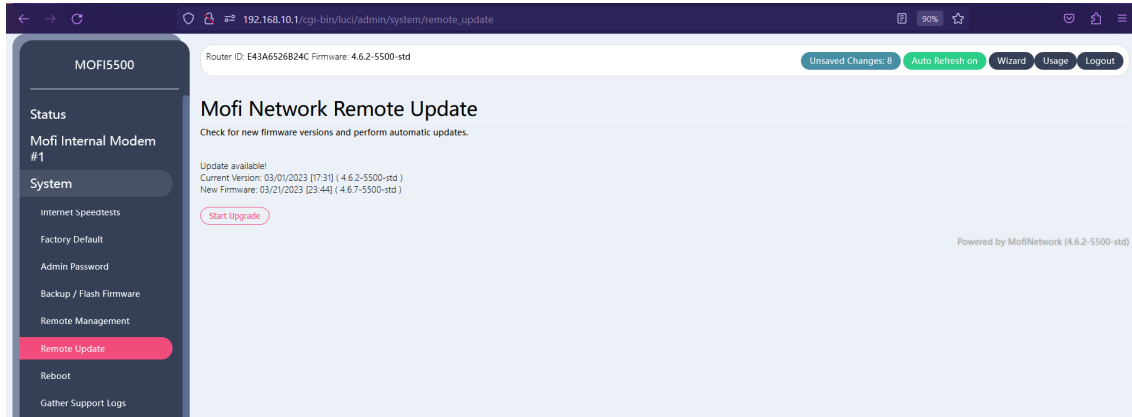 192.168.10.1/cgi-bin/luci/admin/system/remote_update
90%
MOFI5500
Router ID: E43A6526B24C Firmware: 4.6.2-5500-std
Unsaved Changes: 8
Auto Refresh on
Wizard
Usage
Logout
Status
Mofi Internal Modem
#1
System
Internet Speedtests
Factory Default
Admin Password
Backup / Flash Firmware
Remote Management
Remote Update
Reboot
Gather Support Logs
Mofi Network Remote Update
Check for new firmware versions and perform automatic updates.
Update available!
Current Version: 03/01/2023 [17:31] ( 4.6.2-5500-std )
New Firmware: 03/21/2023 [23:44] ( 4.6.7-5500-std )
Start Upgrade
Powered by MofiNetwork (4.6.2-5500-std)